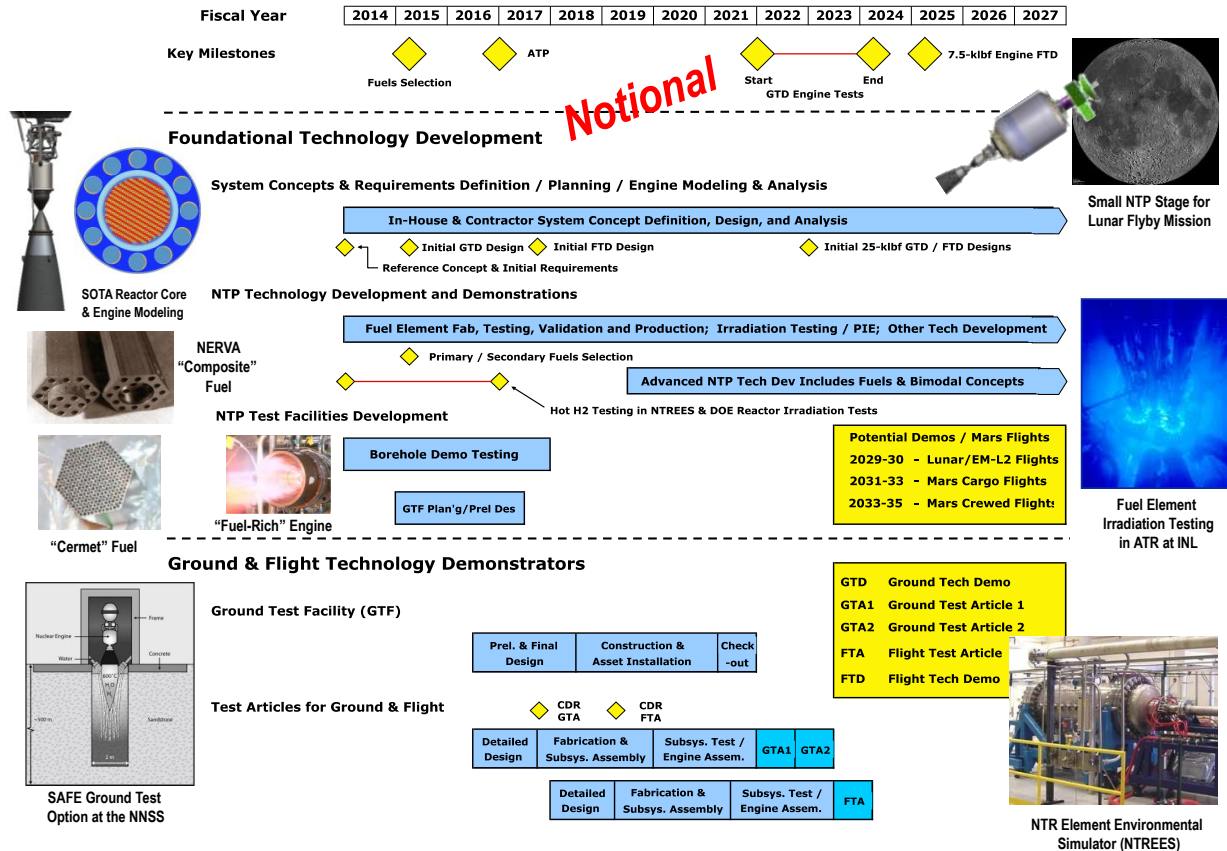 Fiscal Year
2014 2015 2016 2017 2018 2019 2020 2021 2022 2023 2024 2025 2026 2027
Key Milestones
ATP
7.5-klbf Engine FTD
Fuels Selection
Start
End
GTD Engine Tests
Notional
Foundational Technology Development
System Concepts & Requirements Definition / Planning / Engine Modeling & Analysis
In-House & Contractor System Concept Definition, Design, and Analysis
Initial GTD Design
Initial FTD Design
Initial 25-klbf GTD / FTD Designs
Reference Concept & Initial Requirements
Small NTP Stage for
Lunar Flyby Mission
SOTA Reactor Core
& Engine Modeling
NTP Technology Development and Demonstrations
Fuel Element Fab, Testing, Validation and Production; Irradiation Testing / PIE; Other Tech Development
Primary / Secondary Fuels Selection
Advanced NTP Tech Dev Includes Fuels & Bimodal Concepts
Hot H2 Testing in NTREES & DOE Reactor Irradiation Tests
NERVA
“Composite”
Fuel
NTP Test Facilities Development
Borehole Demo Testing
GTF Plan'g/Prel Des
“Fuel-Rich” Engine
“Cermet” Fuel
Potential Demos / Mars Flights
2029-30 - Lunar/EM-L2 Flights
2031-33 - Mars Cargo Flights
2033-35 - Mars Crewed Flights
Fuel Element
Irradiation Testing
in ATR at INL
Ground & Flight Technology Demonstrators
Ground Test Facility (GTF)
Prel. & Final
Design
Construction &
Asset Installation
Check
-out
GTD Ground Tech Demo
GTA1 Ground Test Article 1
GTA2 Ground Test Article 2
FTA Flight Test Article
FTD Flight Tech Demo
Test Articles for Ground & Flight
CDR
GTA
CDR
FTA
Detailed
Design
Fabrication &
Subsys. Assembly
Subsys. Test /
Engine Assem.
GTA1
GTA2
Detailed
Design
Fabrication &
Subsys. Assembly
Subsys. Test /
Engine Assem.
FTA
Frame
Nuclear Engine
Water
Concrete
600°C
H₂O
Sandstone
2 m
SAFE Ground Test
Option at the NNSS
NTR Element Environmental
Simulator (NTREES)